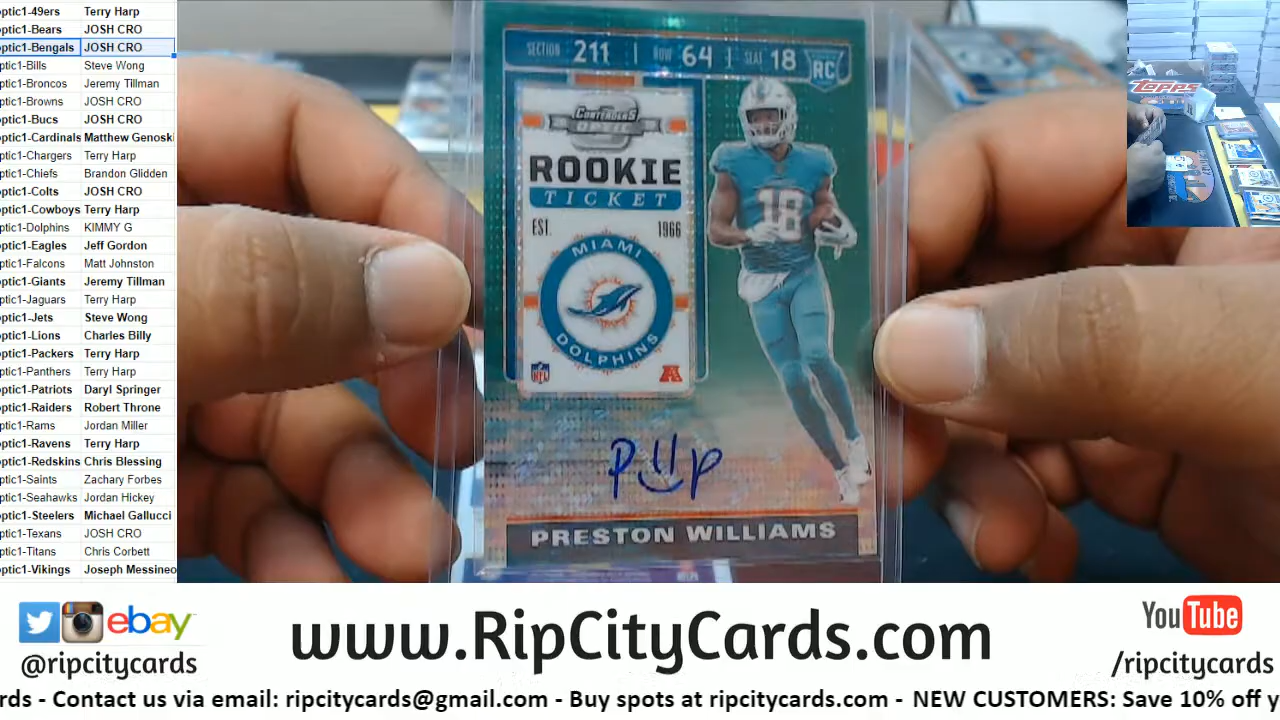 ptic1-49ers Terry Harp
ptic1-Bears JOSH CRO
ptic1-Bengals JOSH CRO
ptic1-Bills Steve Wong
ptic1-Broncos Jeremy Tillman
ptic1-Browns JOSH CRO
ptic1-Bucs JOSH CRO
ptic1-Cardinals Matthew Genoski
ptic1-Chargers Terry Harp
ptic1-Chiefs Brandon Glidden
ptic1-Colts JOSH CRO
ptic1-Cowboys Terry Harp
ptic1-Dolphins KIMMY G
ptic1-Eagles Jeff Gordon
ptic1-Falcons Matt Johnston
ptic1-Giants Jeremy Tillman
ptic1-Jaguars Terry Harp
ptic1-Jets Steve Wong
ptic1-Lions Charles Billy
ptic1-Packers Terry Harp
ptic1-Panthers Terry Harp
ptic1-Patriots Daryl Springer
ptic1-Raiders Robert Throne
ptic1-Rams Jordan Miller
ptic1-Ravens Terry Harp
ptic1-Redskins Chris Blessing
ptic1-Saints Zachary Forbes
ptic1-Seahawks Jordan Hickey
ptic1-Steelers Michael Gallucci
ptic1-Texans JOSH CRO
ptic1-Titans Chris Corbett
ptic1-Vikings Joseph Messineo
SECTION 211 ROW 64 SEAT 18 RC
CONTENDERS
OPTIC
ROOKIE
TICKET
EST. 1966
MIAMI
DOLPHINS
NFL
18
PRESTON WILLIAMS
TOPPS
ebay
@ripcitycards
www.RipCityCards.com
YouTube
/ripcitycards
rds - Contact us via email: ripcitycards@gmail.com - Buy spots at ripcitycards.com - NEW CUSTOMERS: Save 10% off y